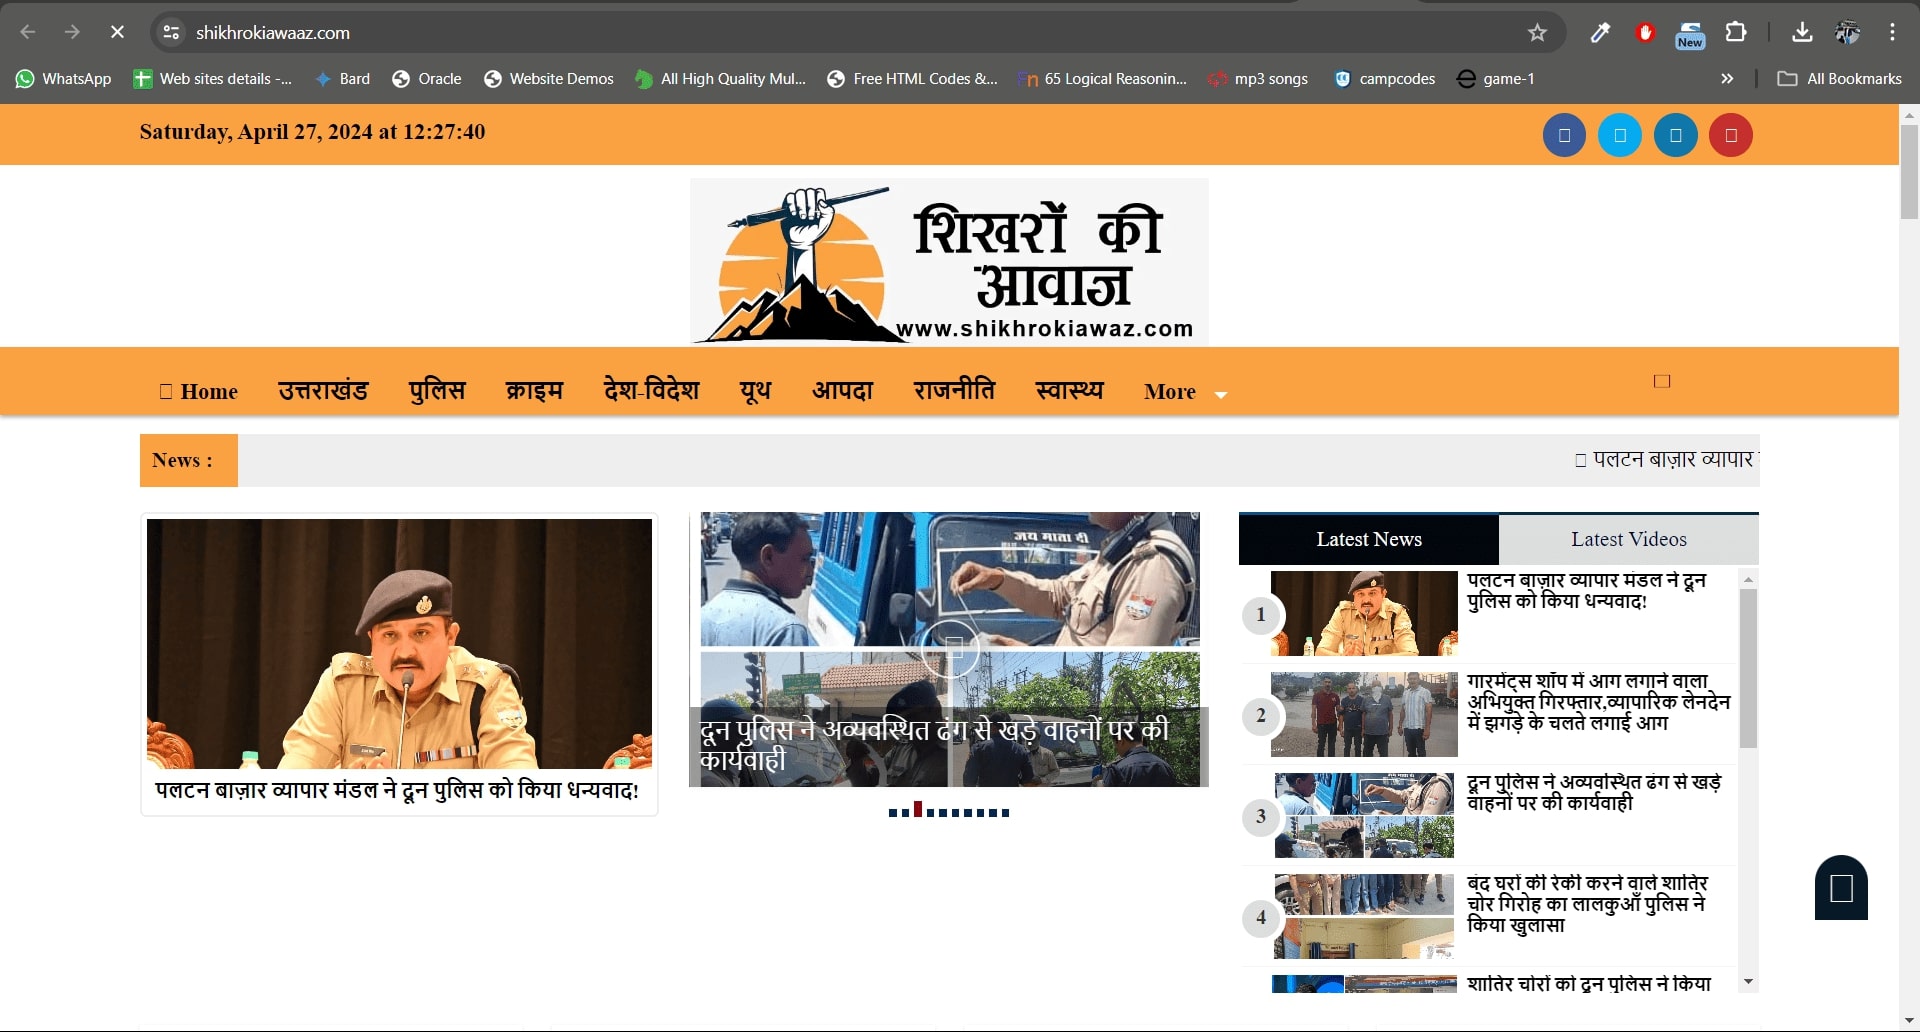 shikhrokiawaaz.com
New
WhatsApp
Web sites details -...
Bard
Oracle
Website Demos
All High Quality Mul...
Free HTML Codes &...
65 Logical Reasonin...
mp3 songs
campcodes
game-1
All Bookmarks
Saturday, April 27, 2024 at 12:27:40
शिखरों की
आवाज
www.shikhrokiawaz.com
Home
उत्तराखंड
पुलिस
क्राइम
देश-विदेश
यूथ
आपदा
राजनीति
स्वास्थ्य
More
News :
पलटन बाज़ार व्यापार
पलटन बाज़ार व्यापार मंडल ने दून पुलिस को किया धन्यवाद!
जय माता दी
दून पुलिस ने अव्यवस्थित ढंग से खड़े वाहनों पर की
कार्यवाही
Latest News
Latest Videos
1
पलटन बाज़ार व्यापार मंडल ने दून
पुलिस को किया धन्यवाद!
2
गारमेंट्स शॉप में आग लगाने वाला
अभियुक्त गिरफ्तार,व्यापारिक लेनदेन
में झगड़े के चलते लगाई आग
3
दून पुलिस ने अव्यवस्थित ढंग से खड़े
वाहनों पर की कार्यवाही
4
बंद घरों की रेकी करने वाले शातिर
चोर गिरोह का लालकुआँ पुलिस ने
किया खुलासा
शातिर चोरों को दून पुलिस ने किया